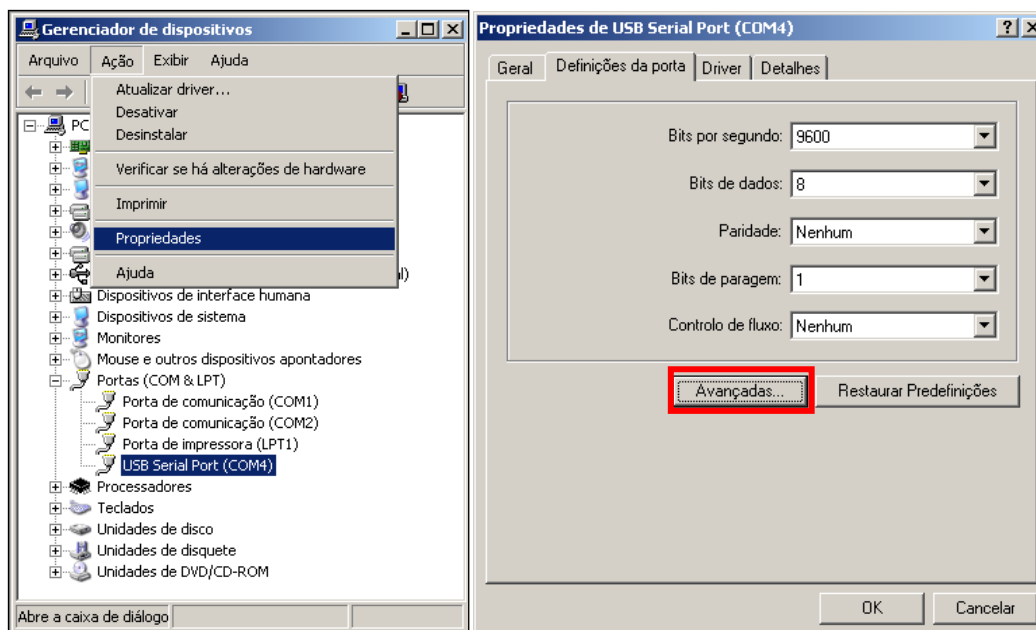 Gerenciador de dispositivos
Arquivo Ação Exibir Ajuda
Atualizar driver...
Desativar
Desinstalar
Verificar se há alterações de hardware
Imprimir
Propriedades
Ajuda
PC
l)
Dispositivos de interface humana
Dispositivos de sistema
Monitores
Mouse e outros dispositivos apontadores
Portas (COM & LPT)
Porta de comunicação (COM1)
Porta de comunicação (COM2)
Porta de impressora (LPT1)
USB Serial Port (COM4)
Processadores
Teclados
Unidades de disco
Unidades de disquete
Unidades de DVD/CD-ROM
Abre a caixa de diálogo
Propriedades de USB Serial Port (COM4)
Geral Definições da porta Driver Detalhes
Bits por segundo: 9600
Bits de dados: 8
Paridade: Nenhum
Bits de paragem: 1
Controlo de fluxo: Nenhum
Avançadas... Restaurar Predefinições
OK Cancelar